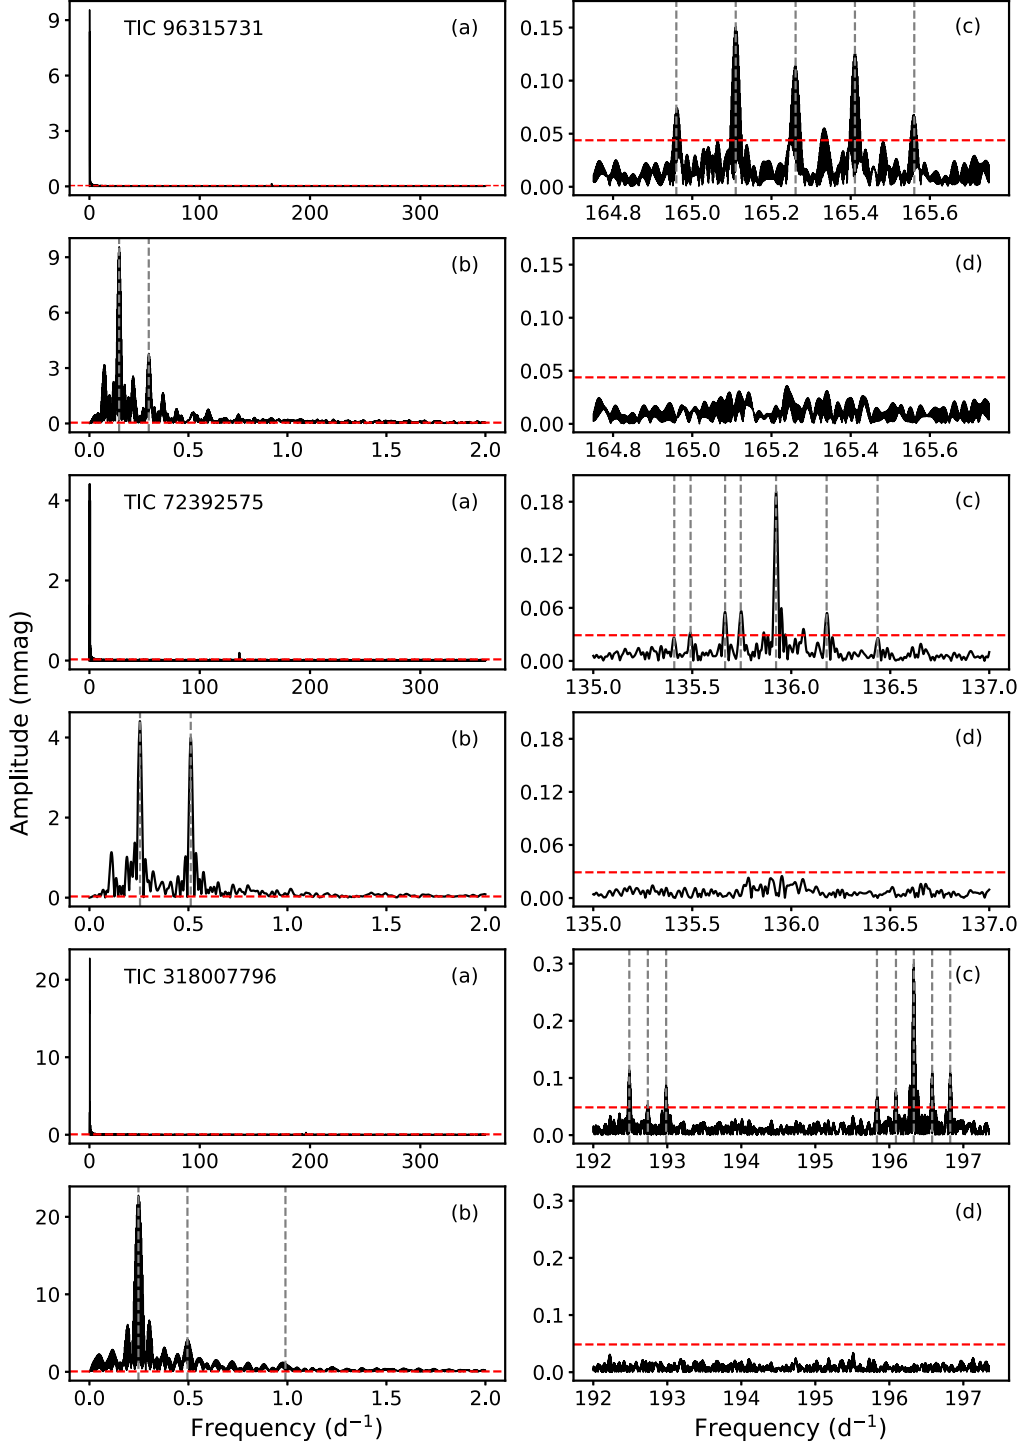 TIC 96315731 (a)
9
6
3
0
0 100 200 300
(c)
0.15
0.10
0.05
0.00
164.8 165.0 165.2 165.4 165.6
(b)
9
6
3
0
0.0 0.5 1.0 1.5 2.0
(d)
0.15
0.10
0.05
0.00
164.8 165.0 165.2 165.4 165.6
TIC 72392575 (a)
4
2
0
0 100 200 300
(c)
0.18
0.12
0.06
0.00
135.0 135.5 136.0 136.5 137.0
(b)
4
2
0
0.0 0.5 1.0 1.5 2.0
(d)
0.18
0.12
0.06
0.00
135.0 135.5 136.0 136.5 137.0
Amplitude (mmag)
TIC 318007796 (a)
20
10
0
0 100 200 300
(c)
0.3
0.2
0.1
0.0
192 193 194 195 196 197
(b)
20
10
0
0.0 0.5 1.0 1.5 2.0
Frequency (d⁻¹)
(d)
0.3
0.2
0.1
0.0
192 193 194 195 196 197
Frequency (d⁻¹)